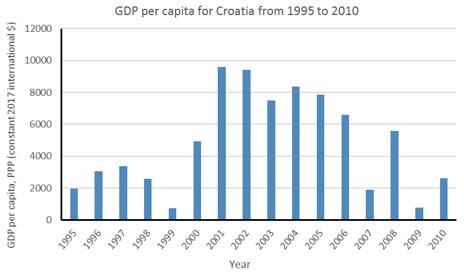 GDP per capita for Croatia from 1995 to 2010
GDP per capita, PPP (constant 2017 international $)
12000
10000
8000
6000
4000
2000
0
1995 1996 1997 1998 1999 2000 2001 2002 2003 2004 2005 2006 2007 2008 2009 2010
Year